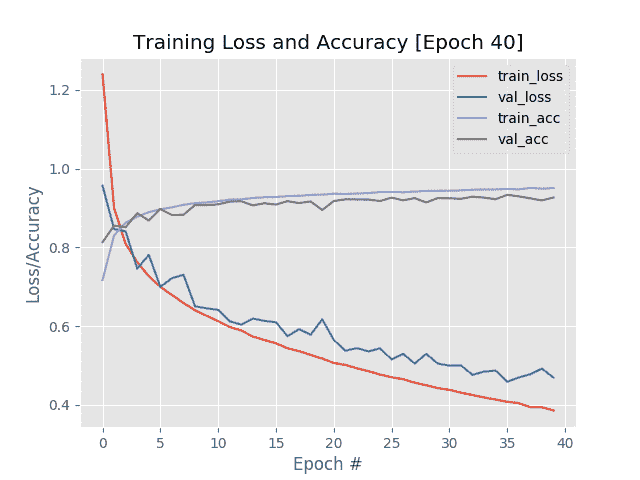 Training Loss and Accuracy [Epoch 40]
train_loss
val_loss
train_acc
val_acc
1.2
1.0
0.8
0.6
0.4
Loss/Accuracy
0 5 10 15 20 25 30 35 40
Epoch #